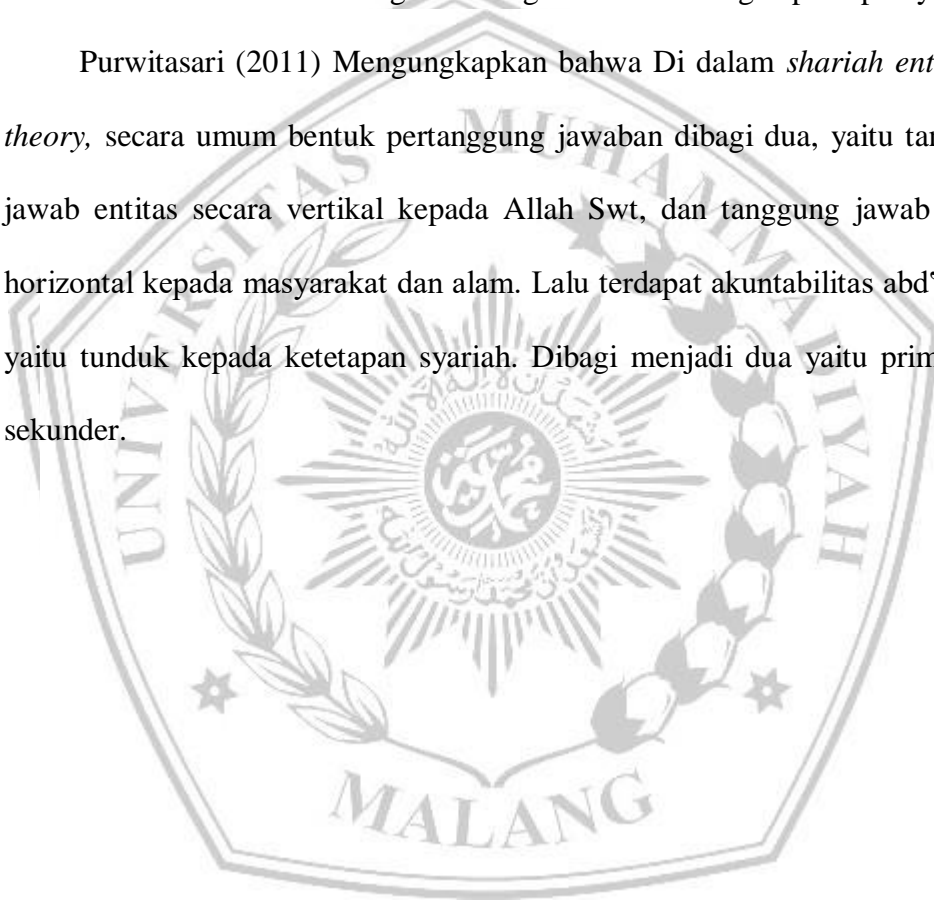 Purwitasari (2011) Mengungkapkan bahwa Di dalam shariah ent
theory, secara umum bentuk pertanggung jawaban dibagi dua, yaitu tan
jawab entitas secara vertikal kepada Allah Swt, dan tanggung jawab
horizontal kepada masyarakat dan alam. Lalu terdapat akuntabilitas abd
yaitu tunduk kepada ketetapan syariah. Dibagi menjadi dua yaitu prim
sekunder.
UNIVERSITAS MUHAMMADIYAH
MALANG